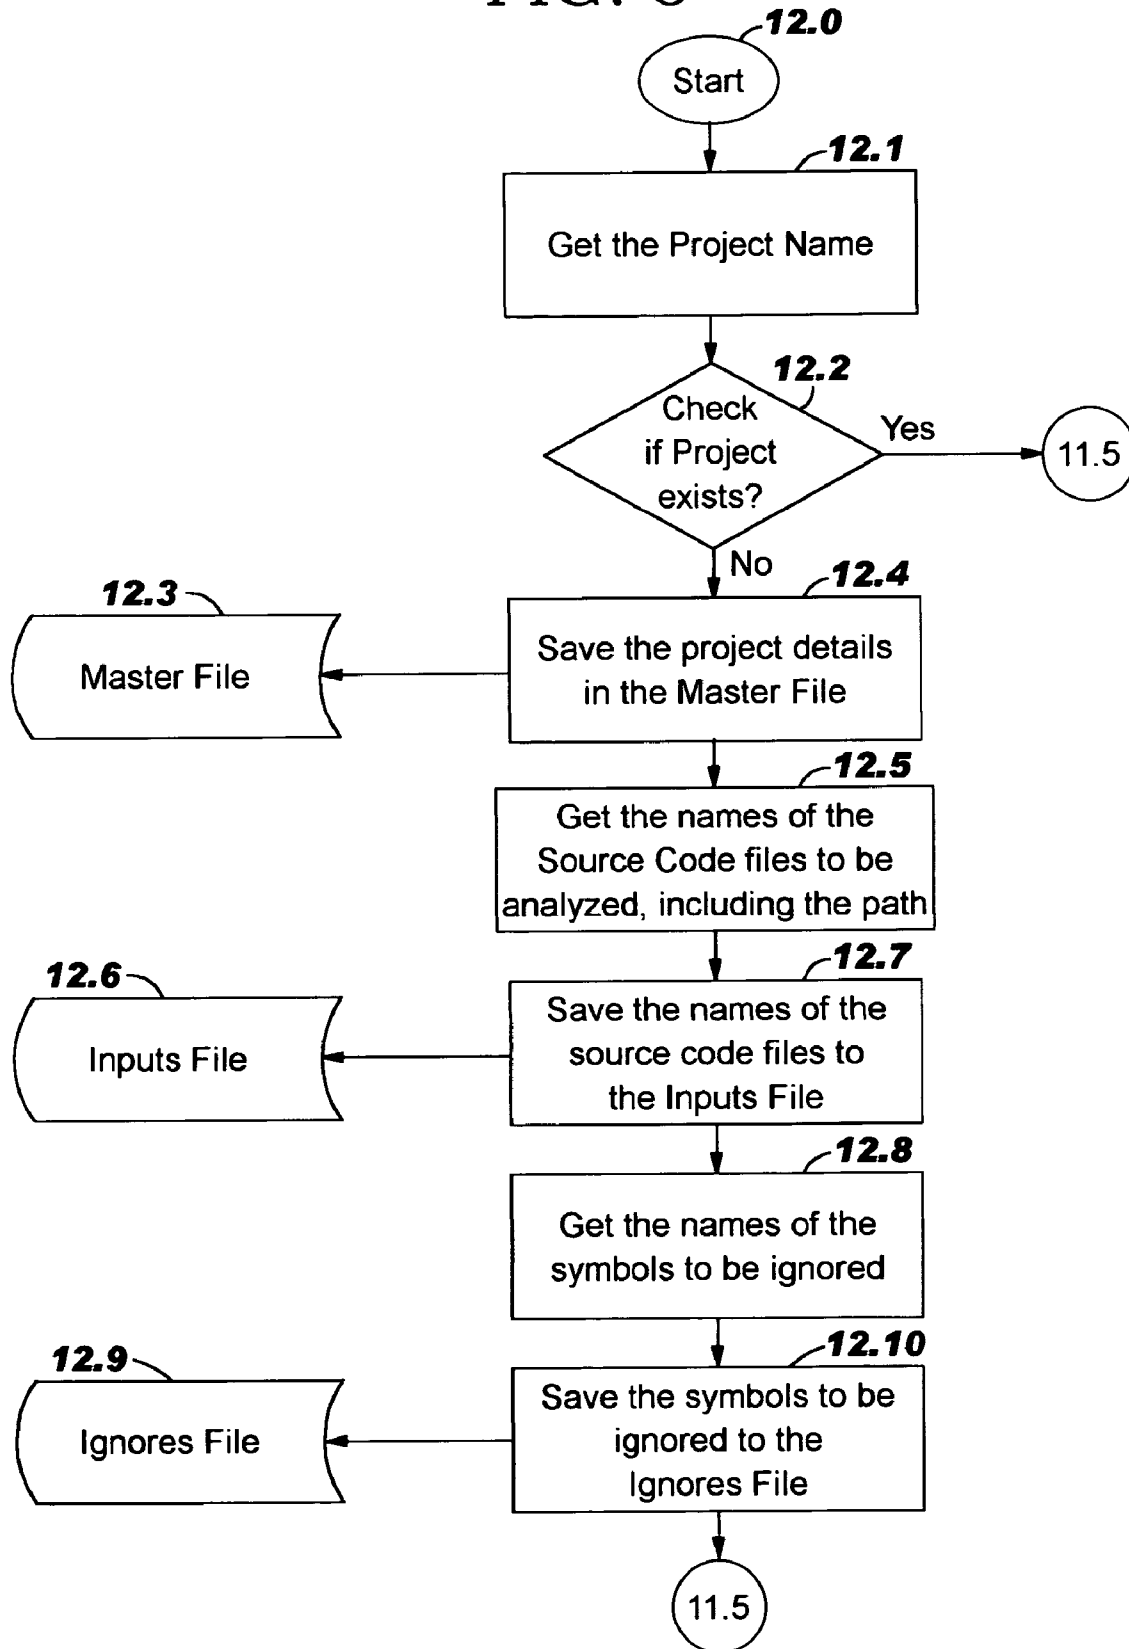 12.0
Start
12.1
Get the Project Name
12.2
Check
if Project
exists?
Yes
11.5
No
12.3
Master File
12.4
Save the project details
in the Master File
12.5
Get the names of the
Source Code files to be
analyzed, including the path
12.6
Inputs File
12.7
Save the names of the
source code files to
the Inputs File
12.8
Get the names of the
symbols to be ignored
12.9
Ignores File
12.10
Save the symbols to be
ignored to the
Ignores File
11.5